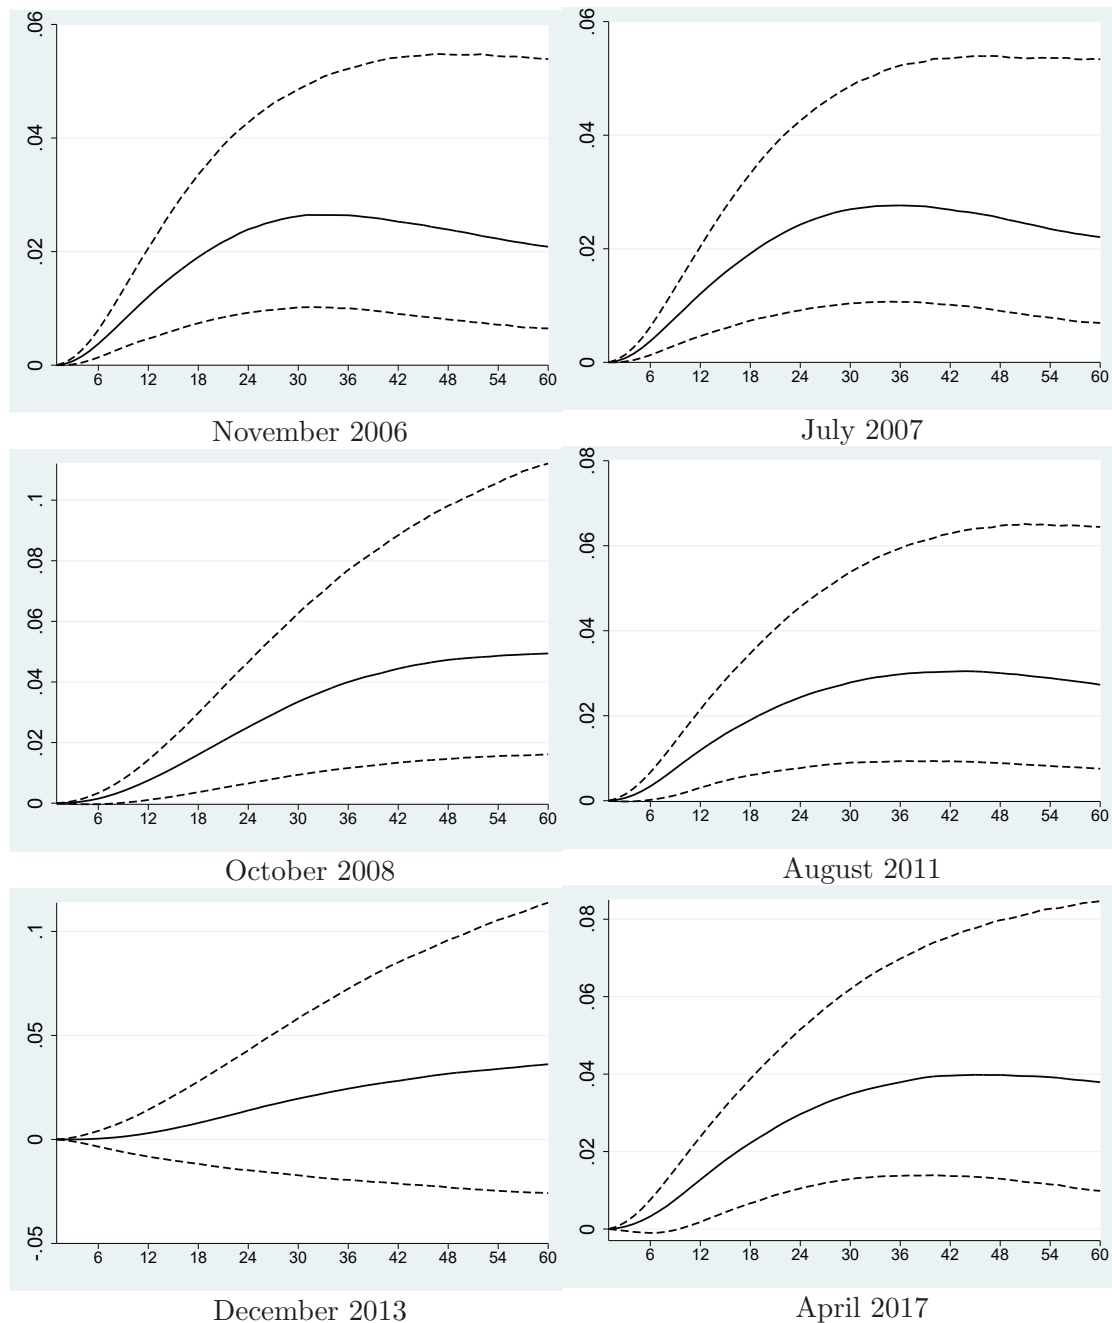 .06
.04
.02
0
6 12 18 24 30 36 42 48 54 60
November 2006
.06
.04
.02
0
6 12 18 24 30 36 42 48 54 60
July 2007
.1
.08
.06
.04
.02
0
6 12 18 24 30 36 42 48 54 60
October 2008
.08
.06
.04
.02
0
6 12 18 24 30 36 42 48 54 60
August 2011
.1
.05
0
-.05
6 12 18 24 30 36 42 48 54 60
December 2013
.08
.06
.04
.02
0
6 12 18 24 30 36 42 48 54 60
April 2017